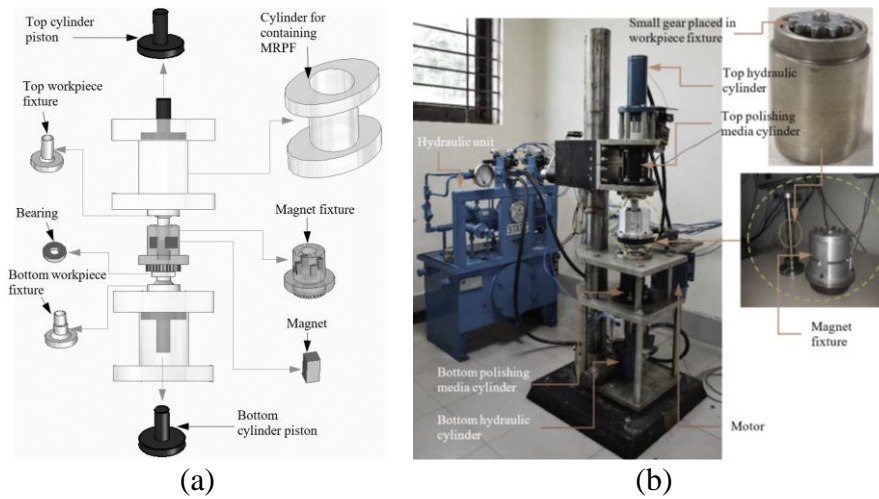 Top cylinder
piston
Cylinder for
containing
MRPF
Top workpiece
fixture
Bearing
Magnet fixture
Bottom workpiece
fixture
Magnet
Bottom
cylinder piston
(a)
Small gear placed in
workpiece fixture
Top hydraulic
cylinder
Top polishing
media cylinder
Hydraulic unit
Magnet
fixture
Bottom polishing
media cylinder
Bottom hydraulic
cylinder
Motor
(b)